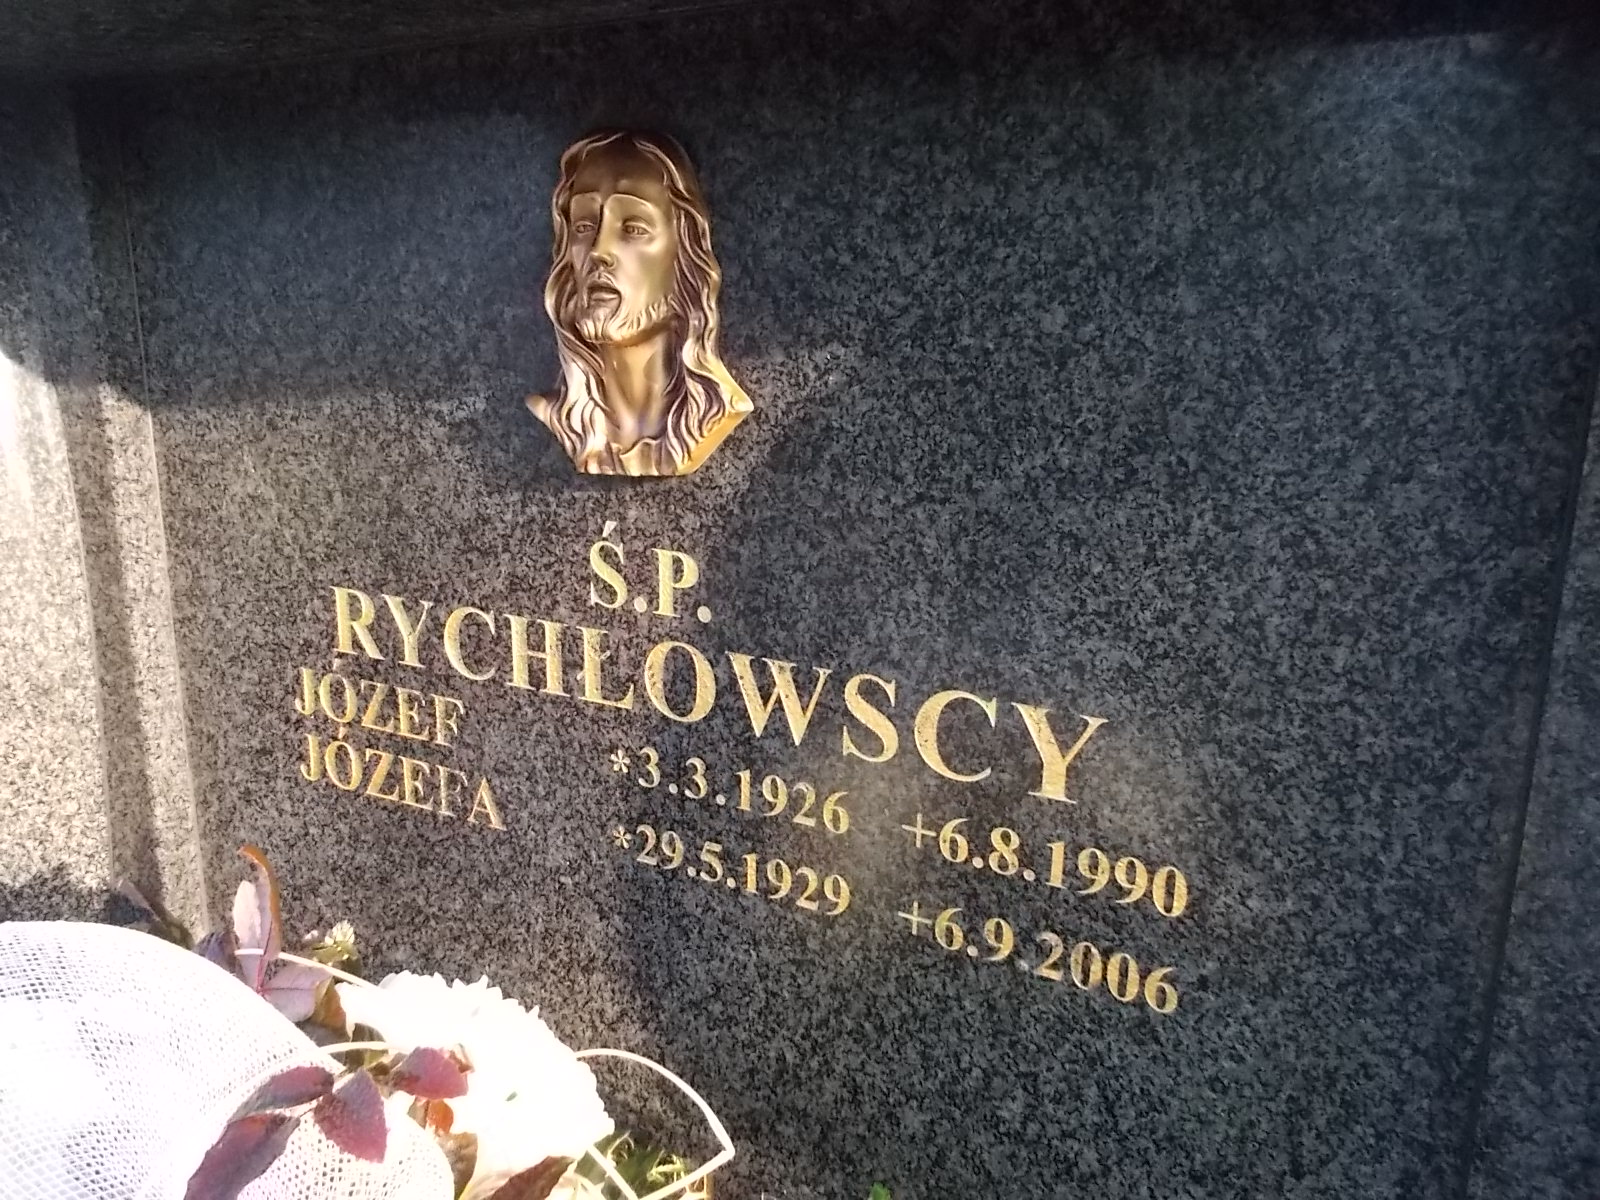 Ś.P.
RYCHŁOWSCY
JÓZEF *3.3.1926 +6.8.1990
JÓZEFA *29.5.1929 +6.9.2006